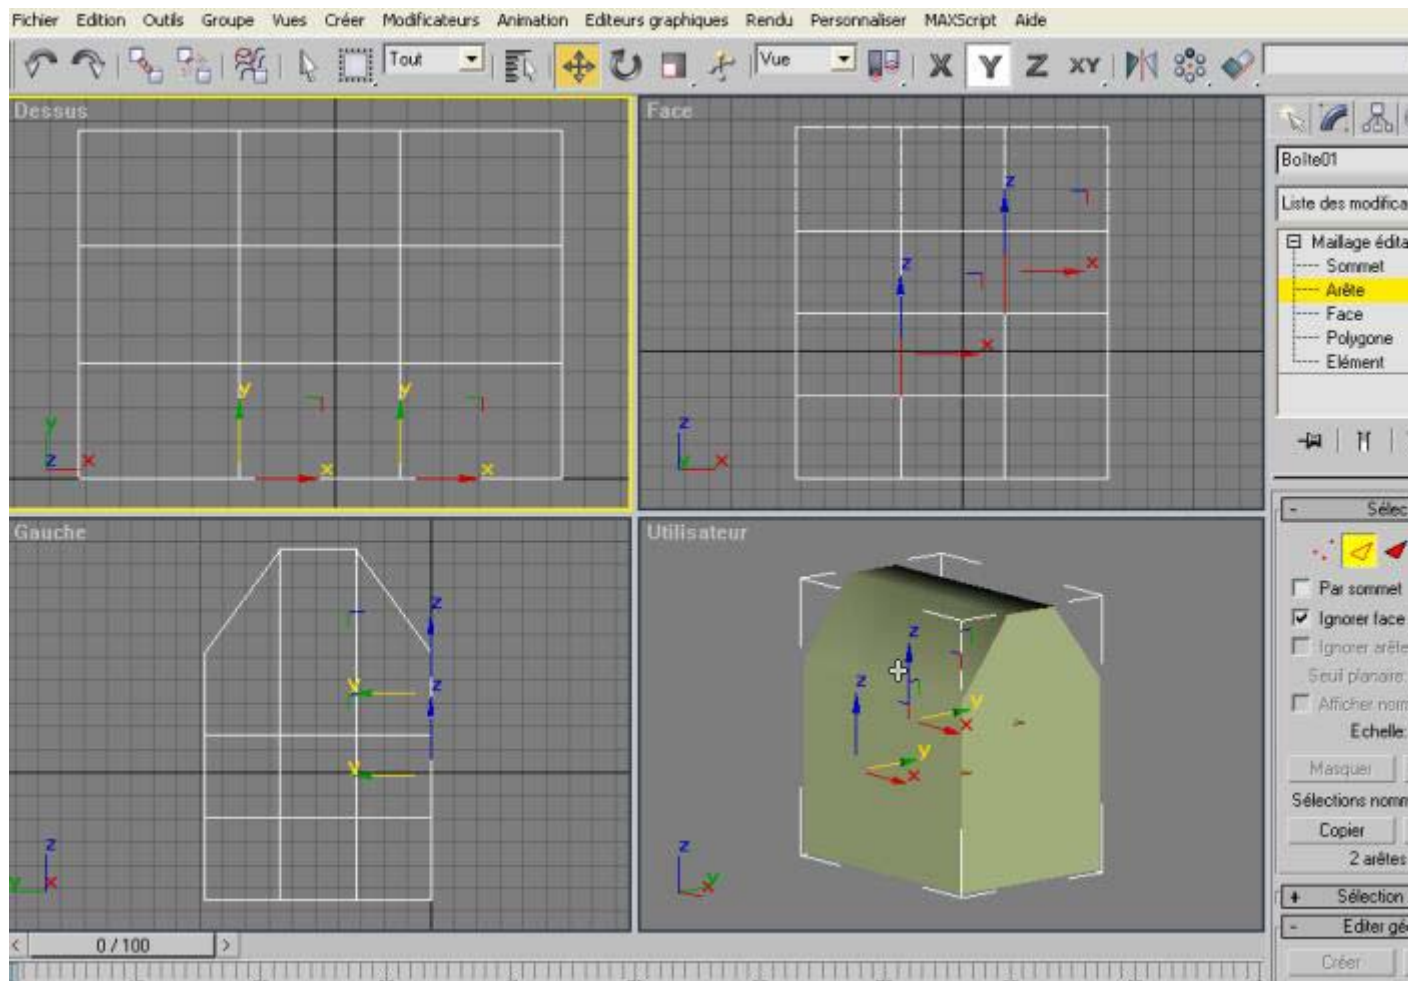 Fichier Edition Outils Groupe Vues Créer Modificateurs Animation Editeurs graphiques Rendu Personnaliser MAXScript Aide
Tout Vue X Y Z XY
Dessus
Face
Boîte01
Liste des modifica
Maillage édita
Sommet
Arête
Face
Polygone
Elément
z
x
z
x
y
y
x
x
y
z
x
z
x
Gauche
Utilisateur
Sélec
Par sommet
Ignorer face
Ignorer arête
Seuil planaire:
Afficher norm
Echelle:
Masquer
Sélections nomm
Copier
2 arêtes
Sélection
Editer gé
Créer
z
y
z
y
z
y
x
z
y
x
z
y
x
z
y
x
< 0 / 100 >